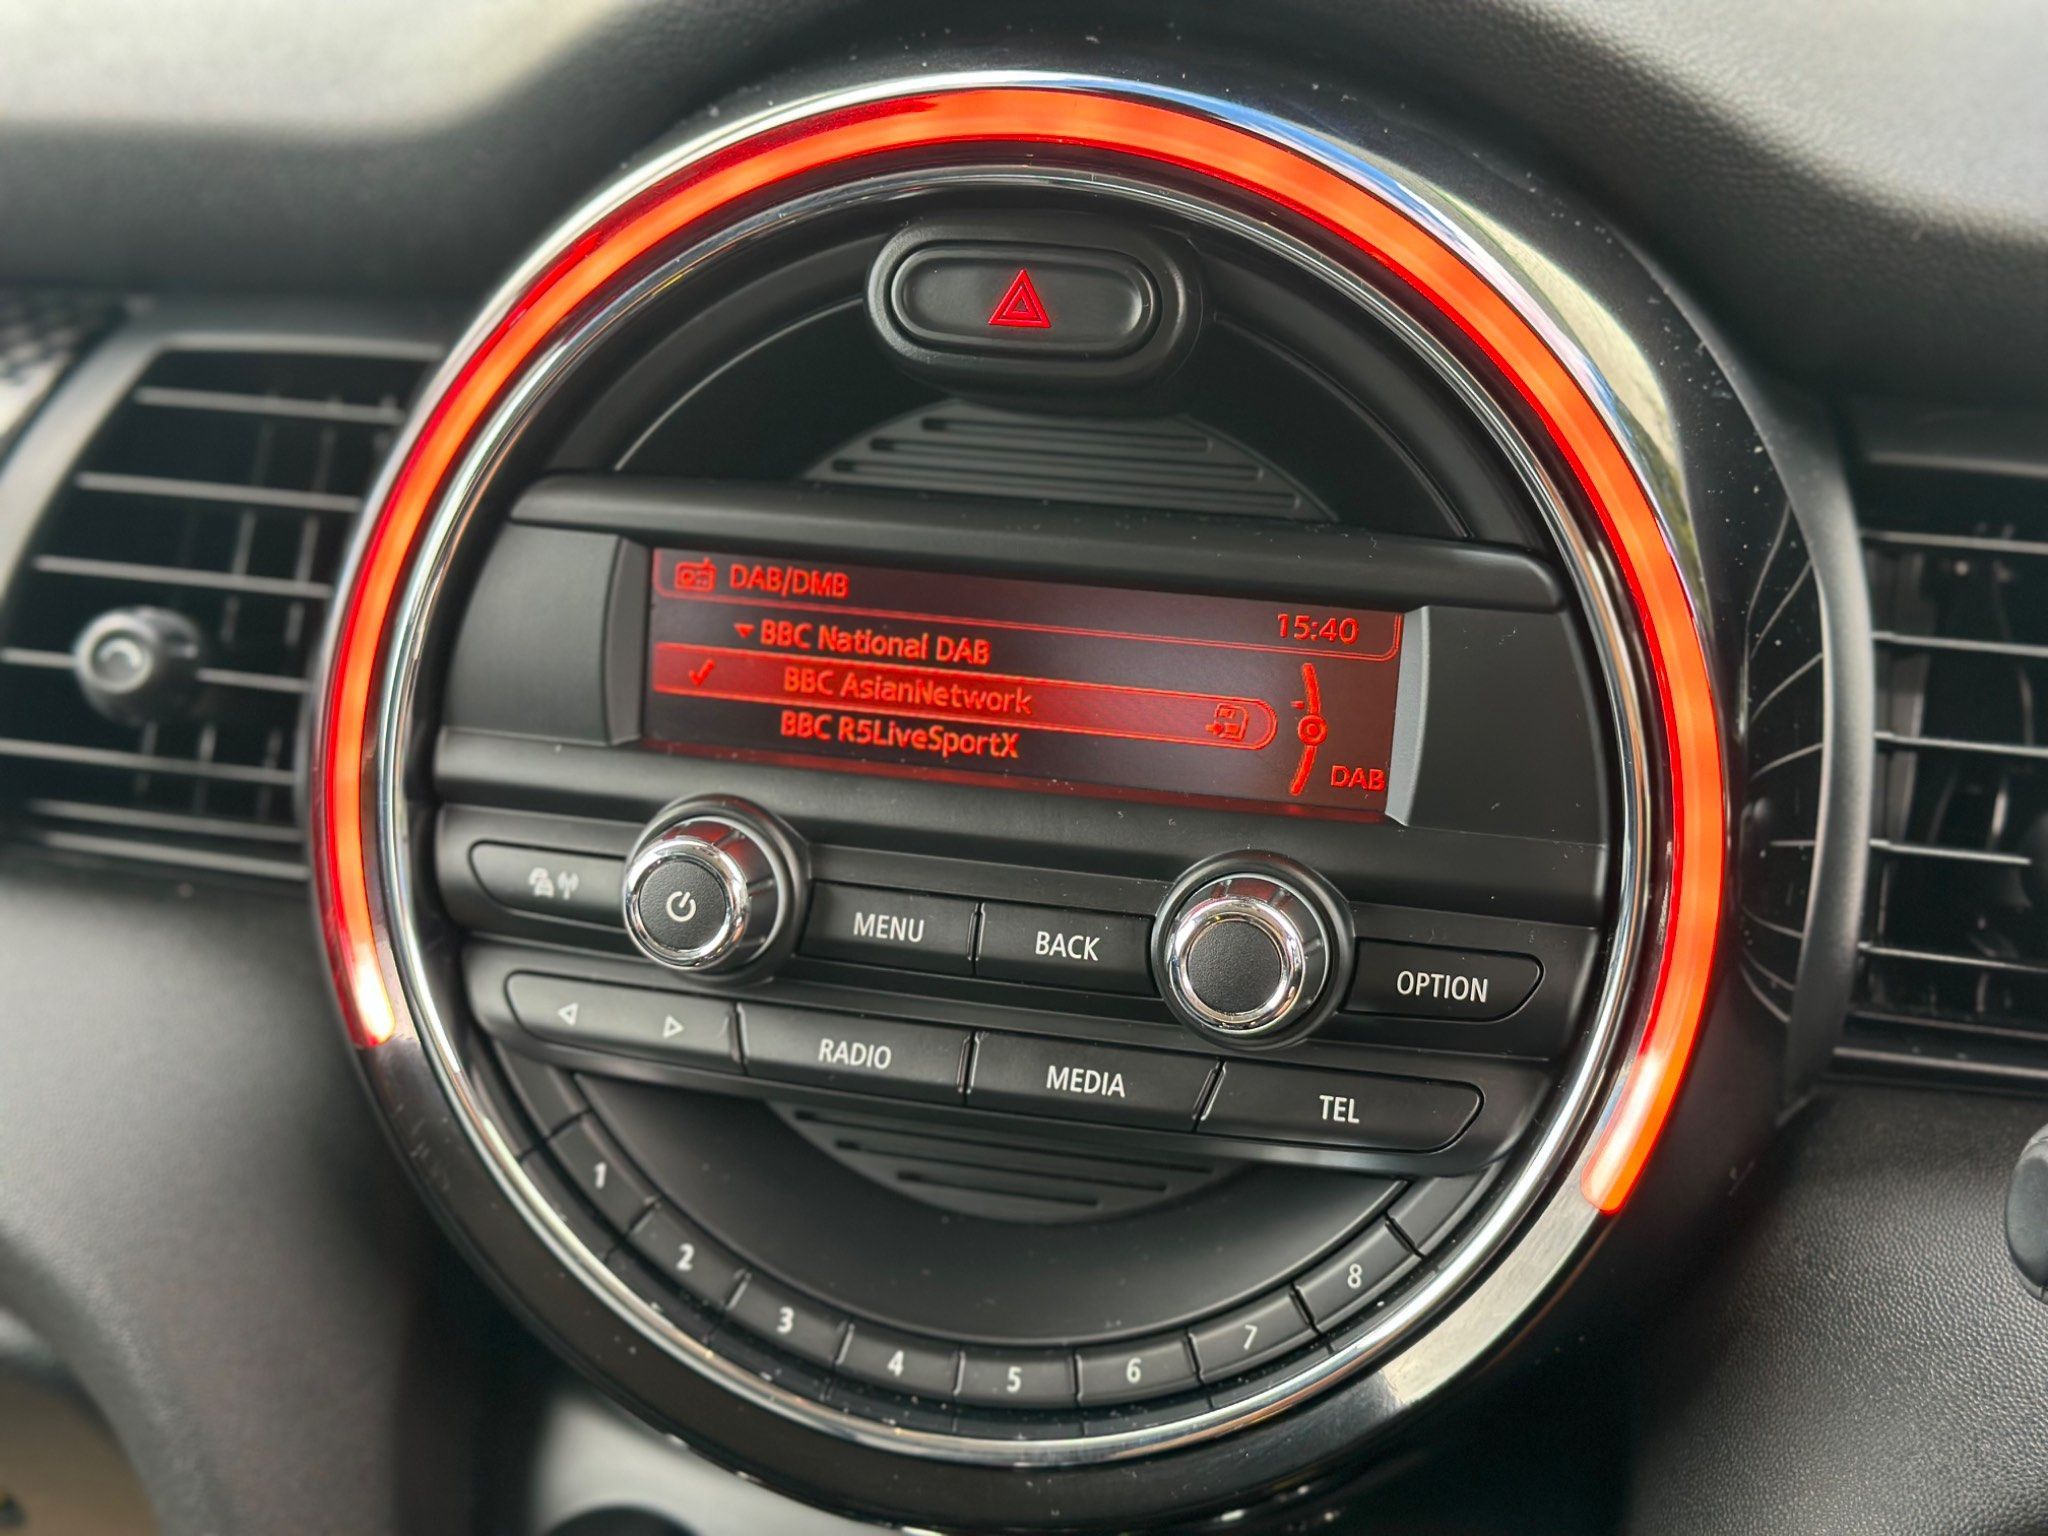 DAB/DMB
15:40
BBC National DAB
BBC AsianNetwork
BBC R5LiveSportX
DAB
MENU
BACK
OPTION
RADIO
MEDIA
TEL
1
2
3
4
5
6
7
8